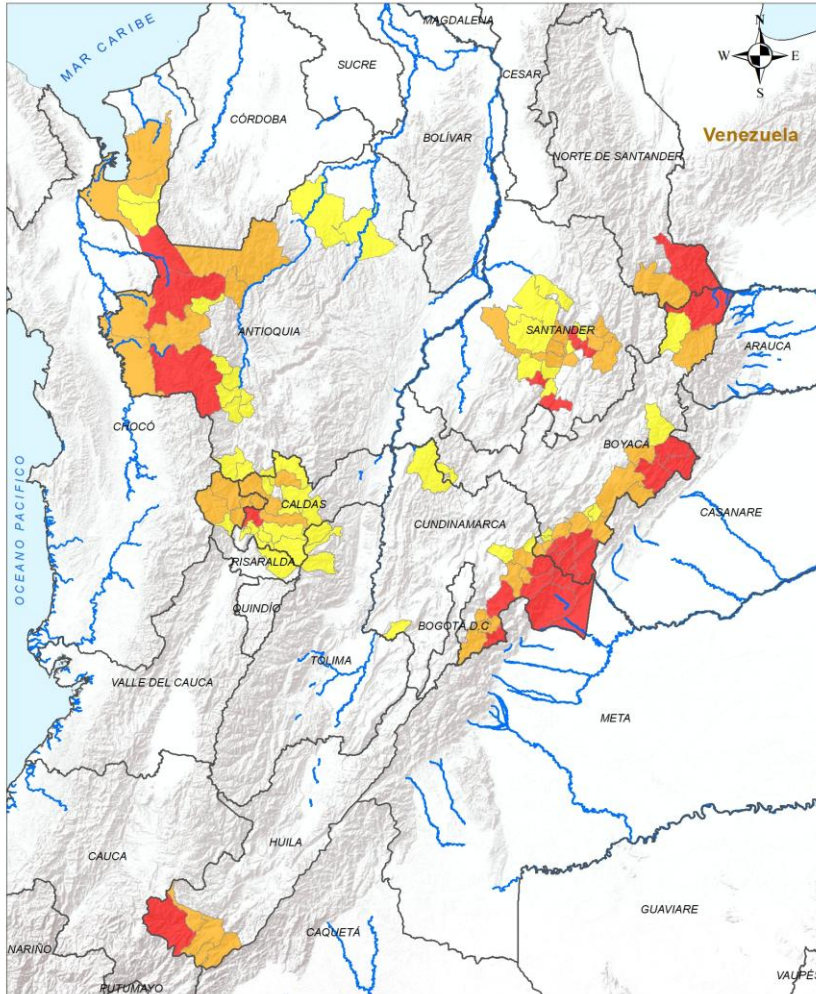 MAGDALENA
N
MAR CARIBE
SUCRE
CESAR
W
E
S
CÓRDOBA
BOLÍVAR
Venezuela
NORTE DE SANTANDER
ANTIOQUIA
SANTANDER
ARAUCA
CHOCÓ
BOYACÁ
OCEANO PACIFICO
CALDAS
CUNDINAMARCA
CASANARE
RISARALDA
QUINDÍO
BOGOTÁ, D.C
TOLIMA
VALLE DEL CAUCA
META
HUILA
CAUCA
GUAVIARE
CAQUETÁ
NARIÑO
PUTUMAYO
VAUPÉS